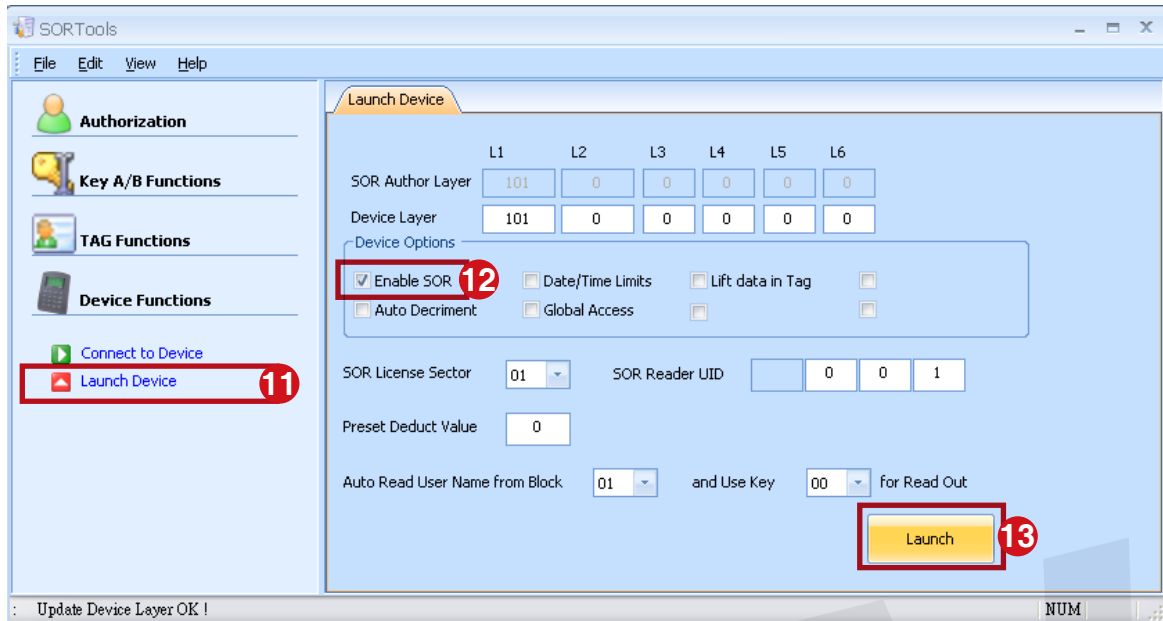 SORTools
File Edit View Help
Authorization
Key A/B Functions
TAG Functions
Device Functions
Connect to Device
Launch Device
11
Launch Device
L1 L2 L3 L4 L5 L6
SOR Author Layer 101 0 0 0 0 0
Device Layer 101 0 0 0 0 0
Device Options
Enable SOR 12 Date/Time Limits Lift data in Tag
Auto Decriment Global Access
SOR License Sector 01 SOR Reader UID 0 0 1
Preset Deduct Value 0
Auto Read User Name from Block 01 and Use Key 00 for Read Out
Launch 13
: Update Device Layer OK ! NUM